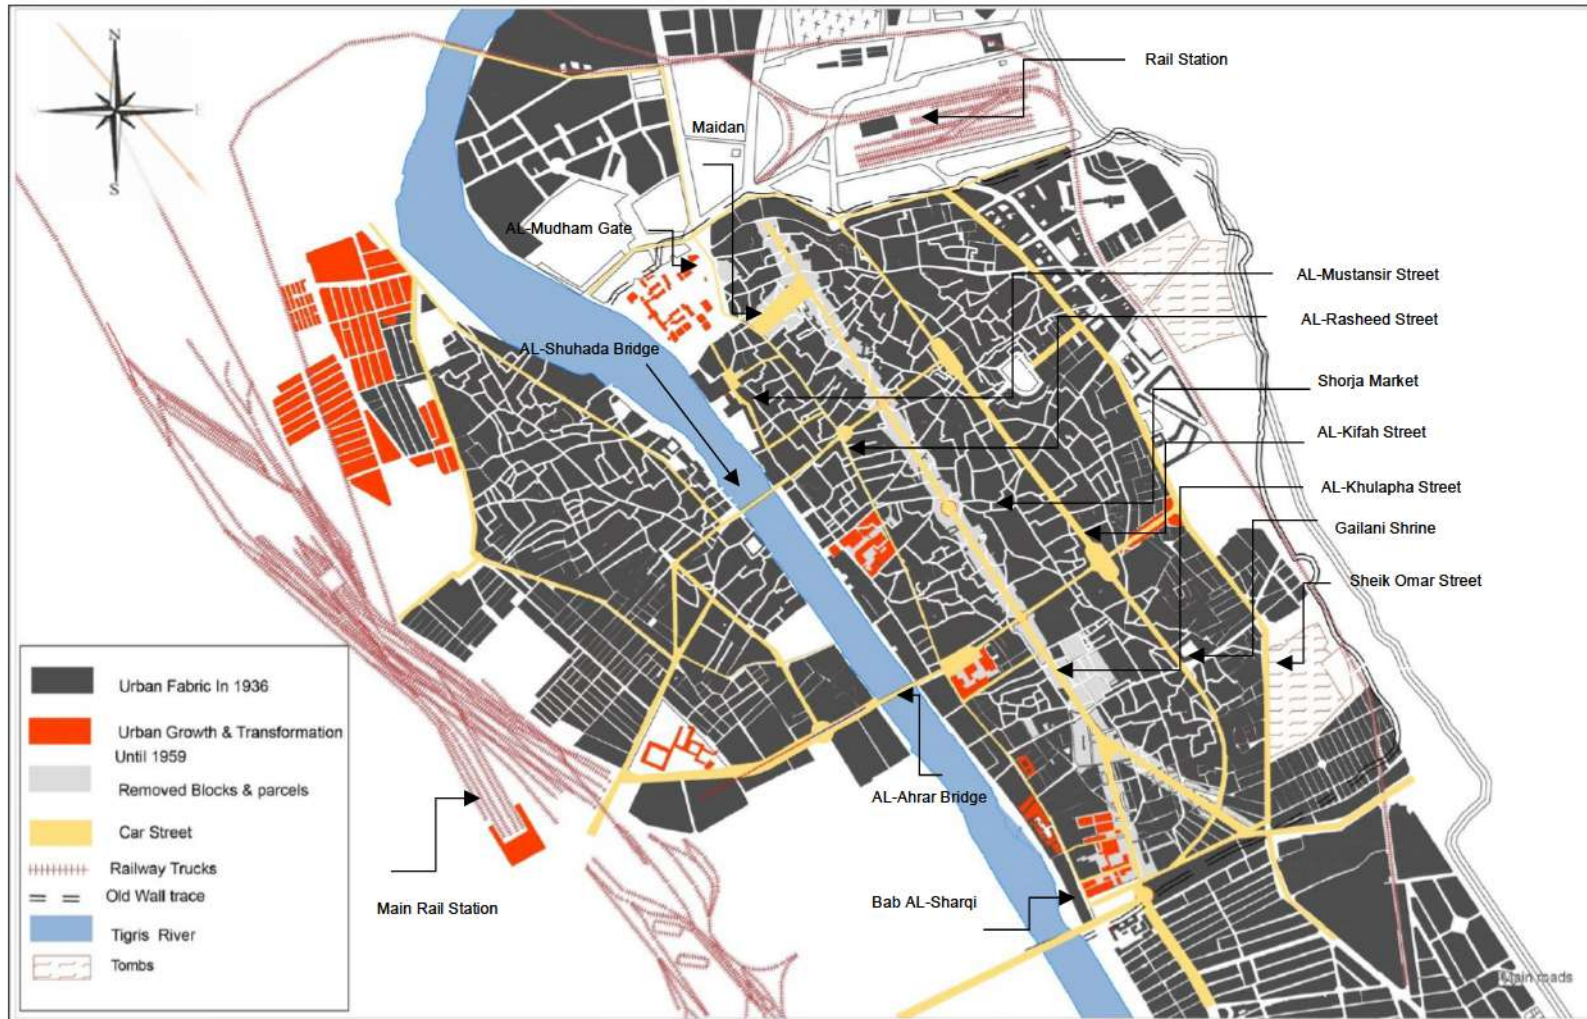 N
S
Rail Station
Maidan
AL-Mudham Gate
AL-Mustansir Street
AL-Rasheed Street
AL-Shuhada Bridge
Shorja Market
AL-Kifah Street
AL-Khulapha Street
Gailani Shrine
Sheik Omar Street
AL-Ahrar Bridge
Main Rail Station
Bab AL-Sharqi
Urban Fabric In 1936
Urban Growth & Transformation
Until 1959
Removed Blocks & parcels
Car Street
Railway Trucks
Old Wall trace
Tigris River
Tombs
Main roads